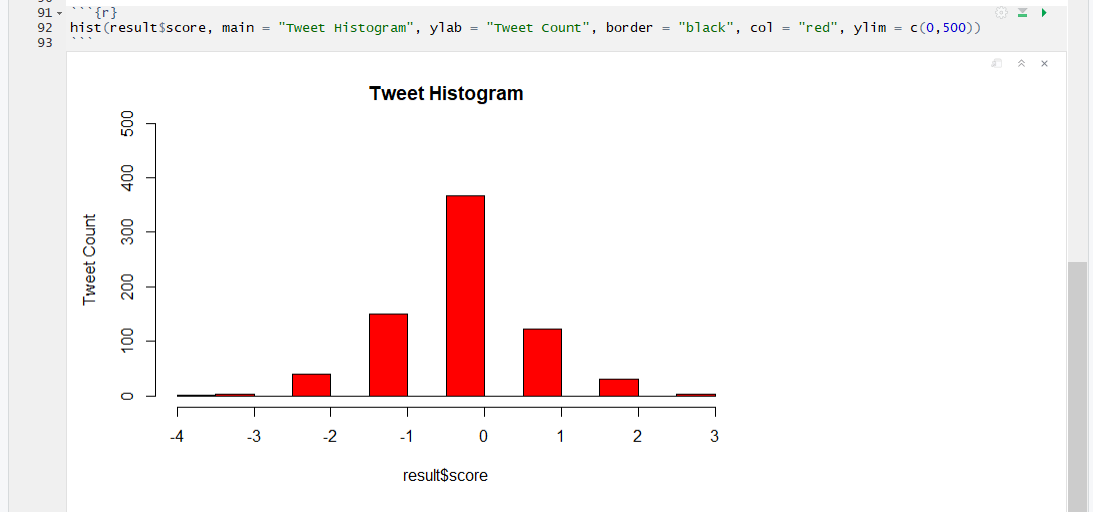 91 ```{r}
92 hist(result$score, main = "Tweet Histogram", ylab = "Tweet Count", border = "black", col = "red", ylim = c(0,500))
93 ```
Tweet Histogram
500
400
300
200
100
0
Tweet Count
-4 -3 -2 -1 0 1 2 3
result$score